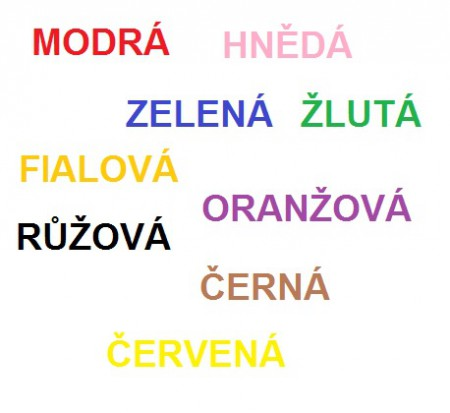 MODRÁ HNĚDÁ
ZELENÁ ŽLUTÁ
FIALOVÁ
ORANŽOVÁ
RŮŽOVÁ
ČERNÁ
ČERVENÁ